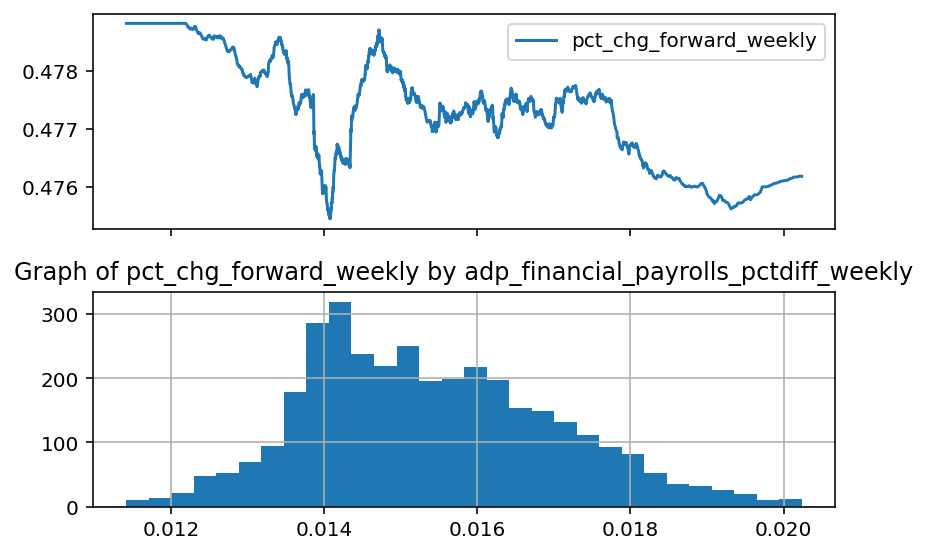 pct_chg_forward_weekly
0.478
0.477
0.476
Graph of pct_chg_forward_weekly by adp_financial_payrolls_pctdiff_weekly
300
200
100
0
0.012 0.014 0.016 0.018 0.020